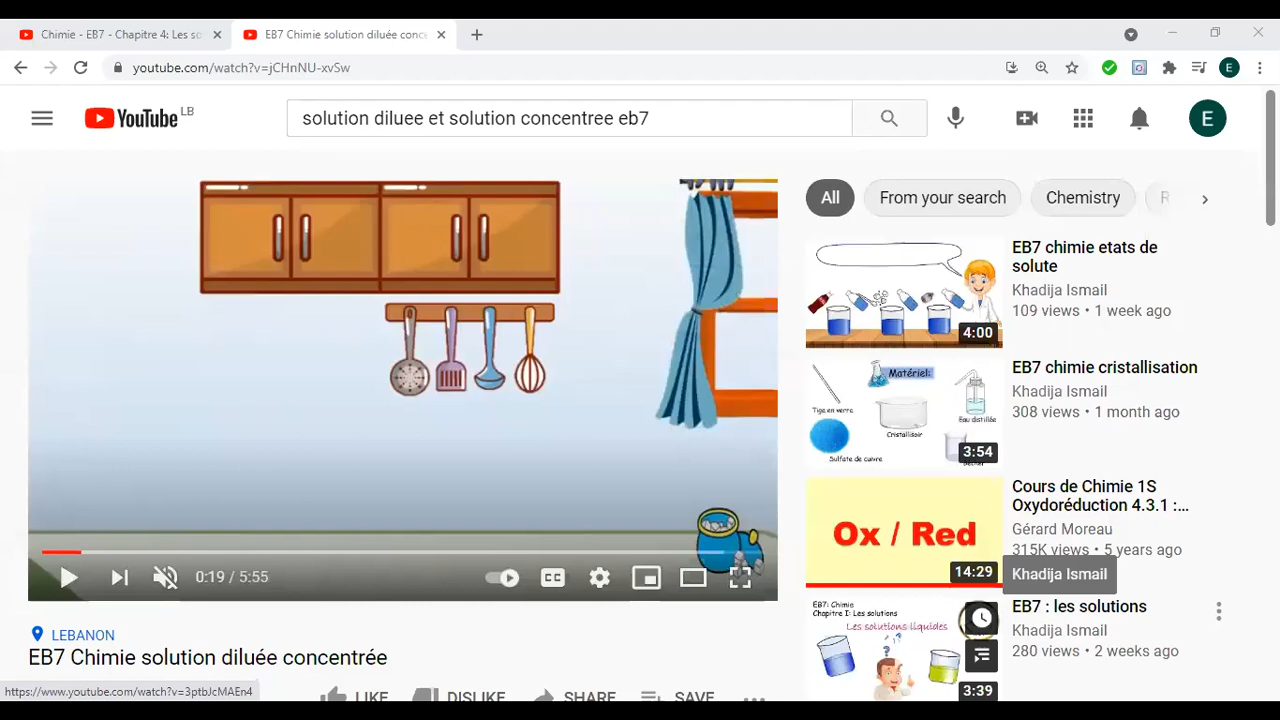 Chimie - EB7 - Chapitre 4: Les so
EB7 Chimie solution diluée conc
youtube.com/watch?v=jCHnNU-xvSw
E
YouTube LB
solution diluee et solution concentree eb7
E
All
From your search
Chemistry
R
EB7 chimie etats de
solute
Khadija Ismail
109 views • 1 week ago
4:00
EB7 chimie cristallisation
Khadija Ismail
308 views • 1 month ago
Matériel:
Tige en verre
Cristallisoir
Eau distillée
Sulfate de cuivre
Bécher
3:54
Cours de Chimie 1S
Oxydoréduction 4.3.1 :...
Gérard Moreau
315K views • 5 years ago
Ox / Red
14:29
Khadija Ismail
EB7 : les solutions
Khadija Ismail
280 views • 2 weeks ago
EB7: Chimie
Chapitre I: Les solutions
Les solutions liquides
3:39
0:19 / 5:55
CC
LEBANON
EB7 Chimie solution diluée concentrée
https://www.youtube.com/watch?v=3ptbJcMAEn4
LIKE
DISLIKE
SHARE
SAVE